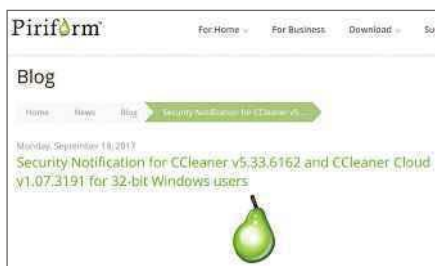 Piriform
For Home For Business Download Su
Blog
Home News Blog Security Notification for CCleaner v5...
Monday, September 18, 2017
Security Notification for CCleaner v5.33.6162 and CCleaner Cloud
v1.07.3191 for 32-bit Windows users